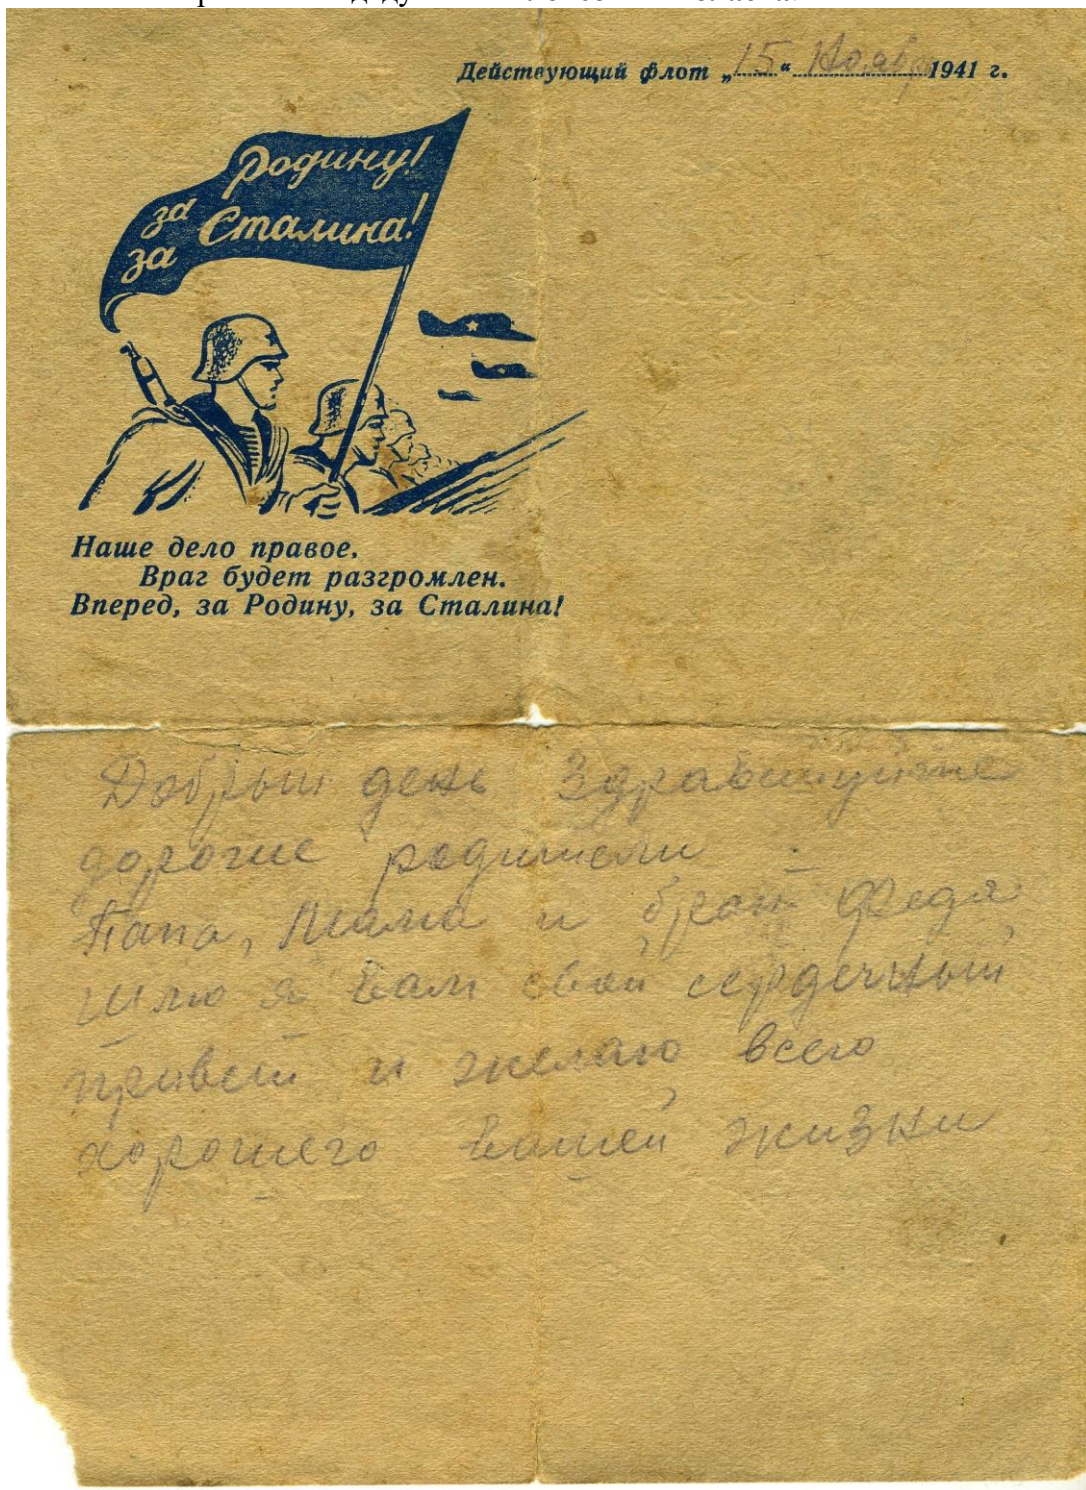 Действующий флот „15“ Ноября 1941 г.
за Родину!
за Сталина!
Наше дело правое.
Враг будет разгромлен.
Вперед, за Родину, за Сталина!
Добрый день Здравствуйте
дорогие родители
Папа, Мама и брат Федя
Шлю я Вам свой сердечный
привет и желаю всего
хорошего вашей жизни